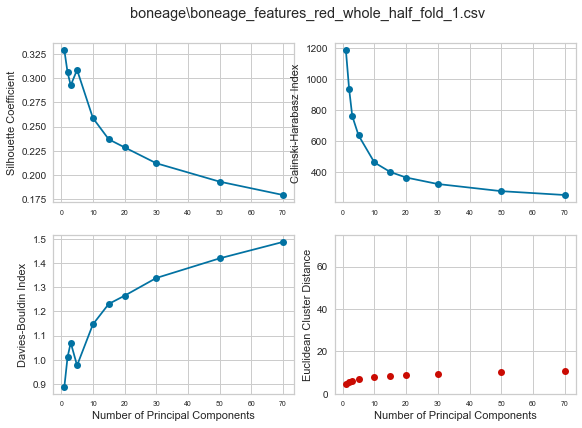 boneage\boneage_features_red_whole_half_fold_1.csv
Silhouette Coefficient
0.325
0.300
0.275
0.250
0.225
0.200
0.175
0 10 20 30 40 50 60 70
Calinski-Harabasz Index
1200
1000
800
600
400
0 10 20 30 40 50 60 70
Davies-Bouldin Index
1.5
1.4
1.3
1.2
1.1
1.0
0.9
0 10 20 30 40 50 60 70
Number of Principal Components
Euclidean Cluster Distance
60
40
20
0
0 10 20 30 40 50 60 70
Number of Principal Components